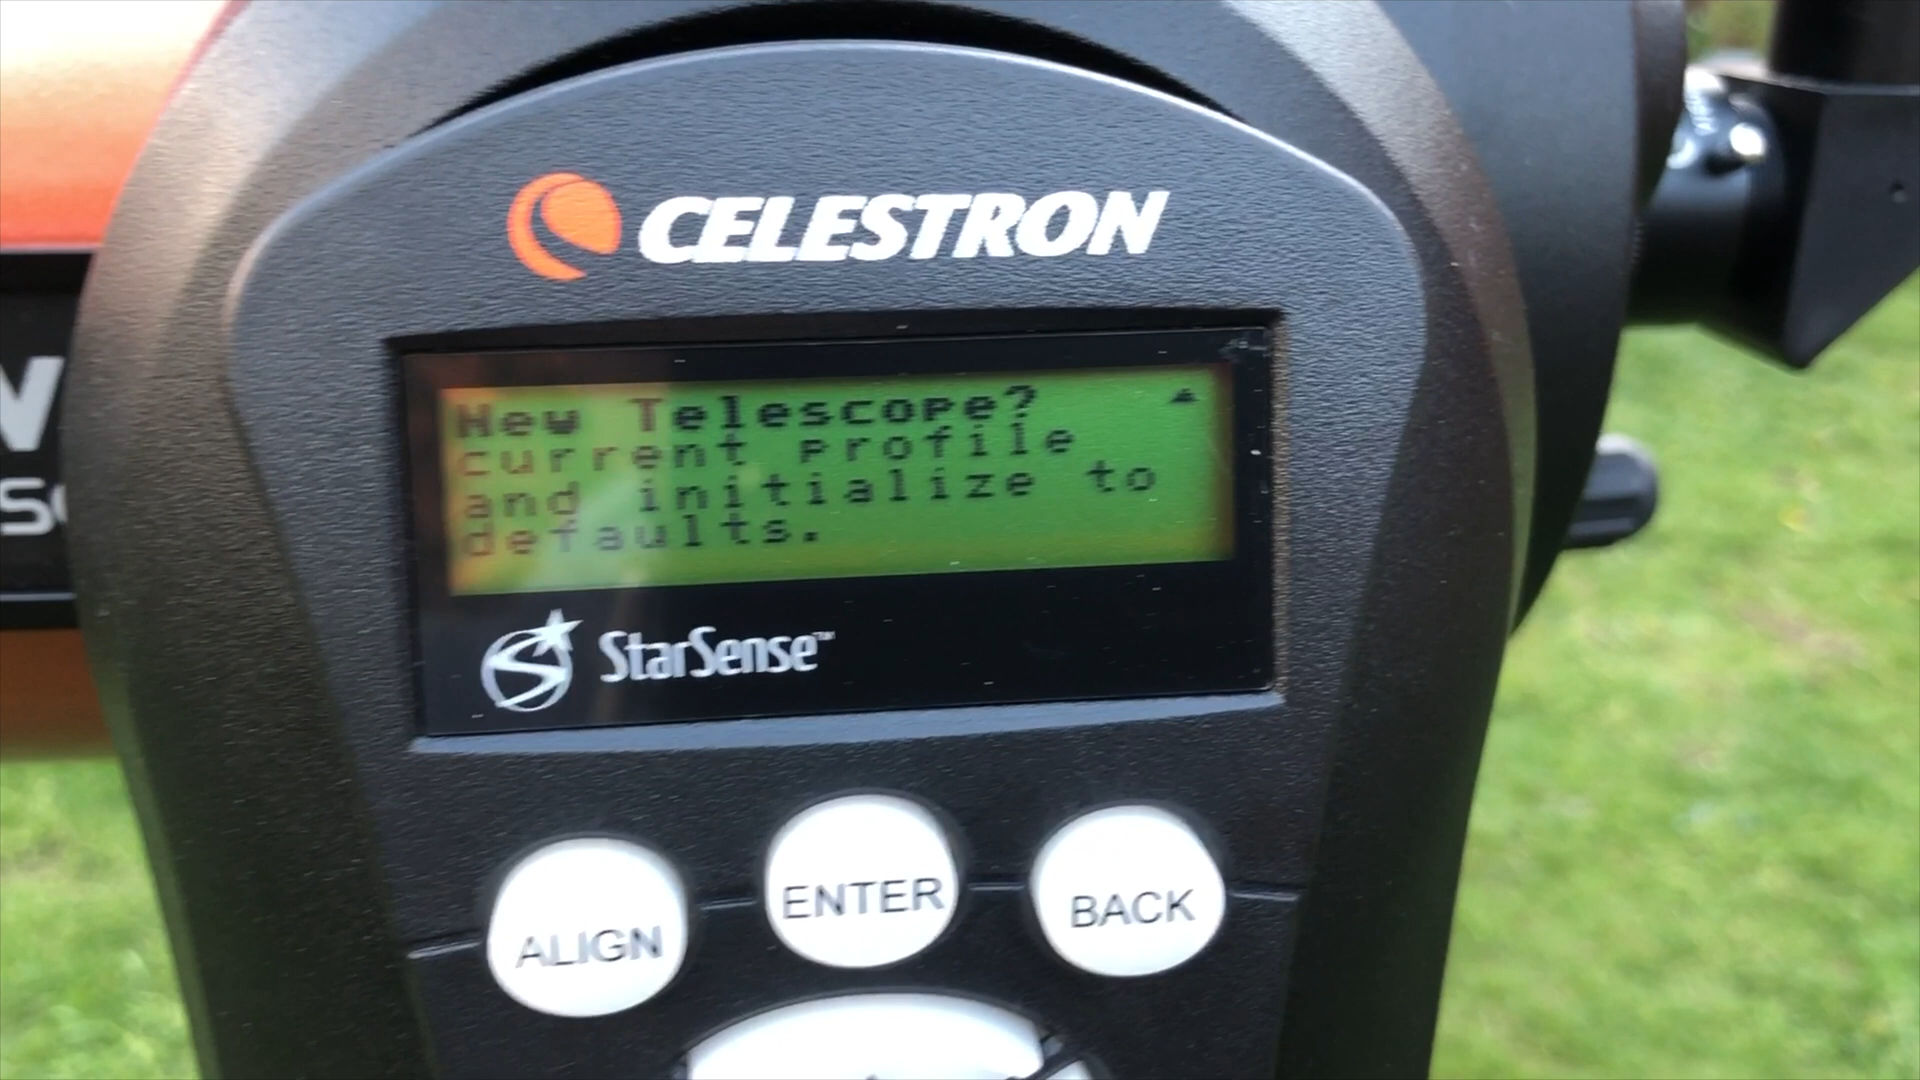 CELESTRON
New Telescope?
current profile
and initialize to
defaults.
StarSense™
ALIGN
ENTER
BACK